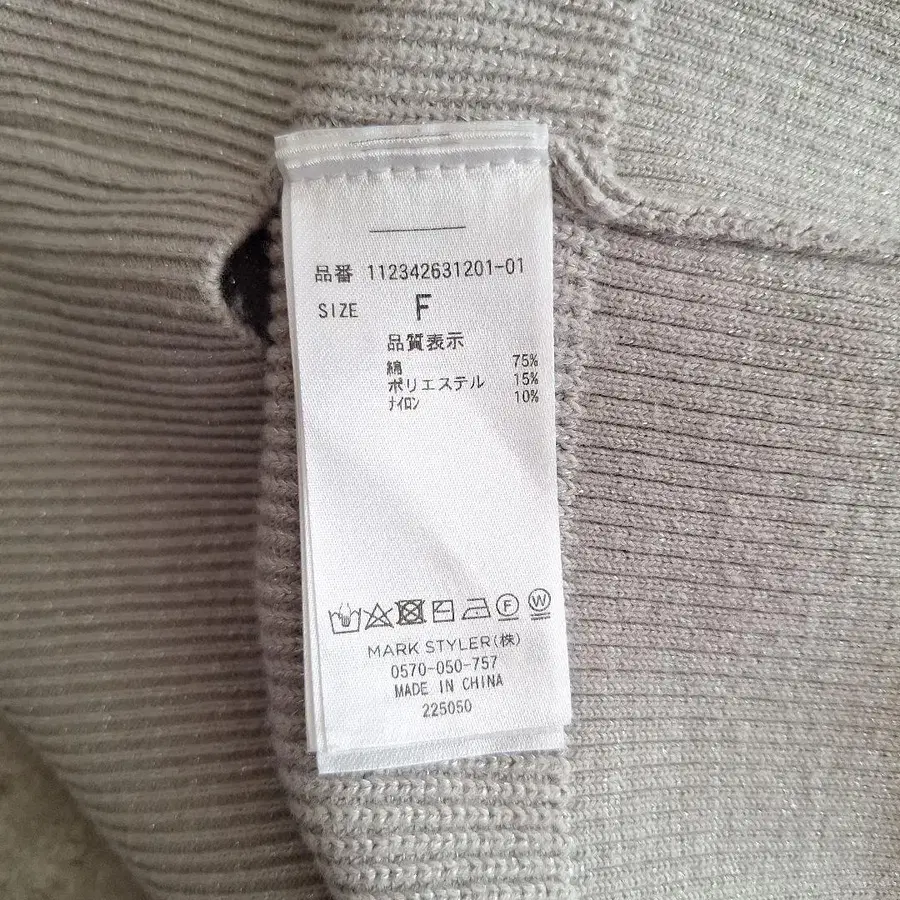 品番 112342631201-01
SIZE F
品質表示
綿 75%
ポリエステル 15%
ナイロン 10%
F W
MARK STYLER(株)
0570-050-757
MADE IN CHINA
225050